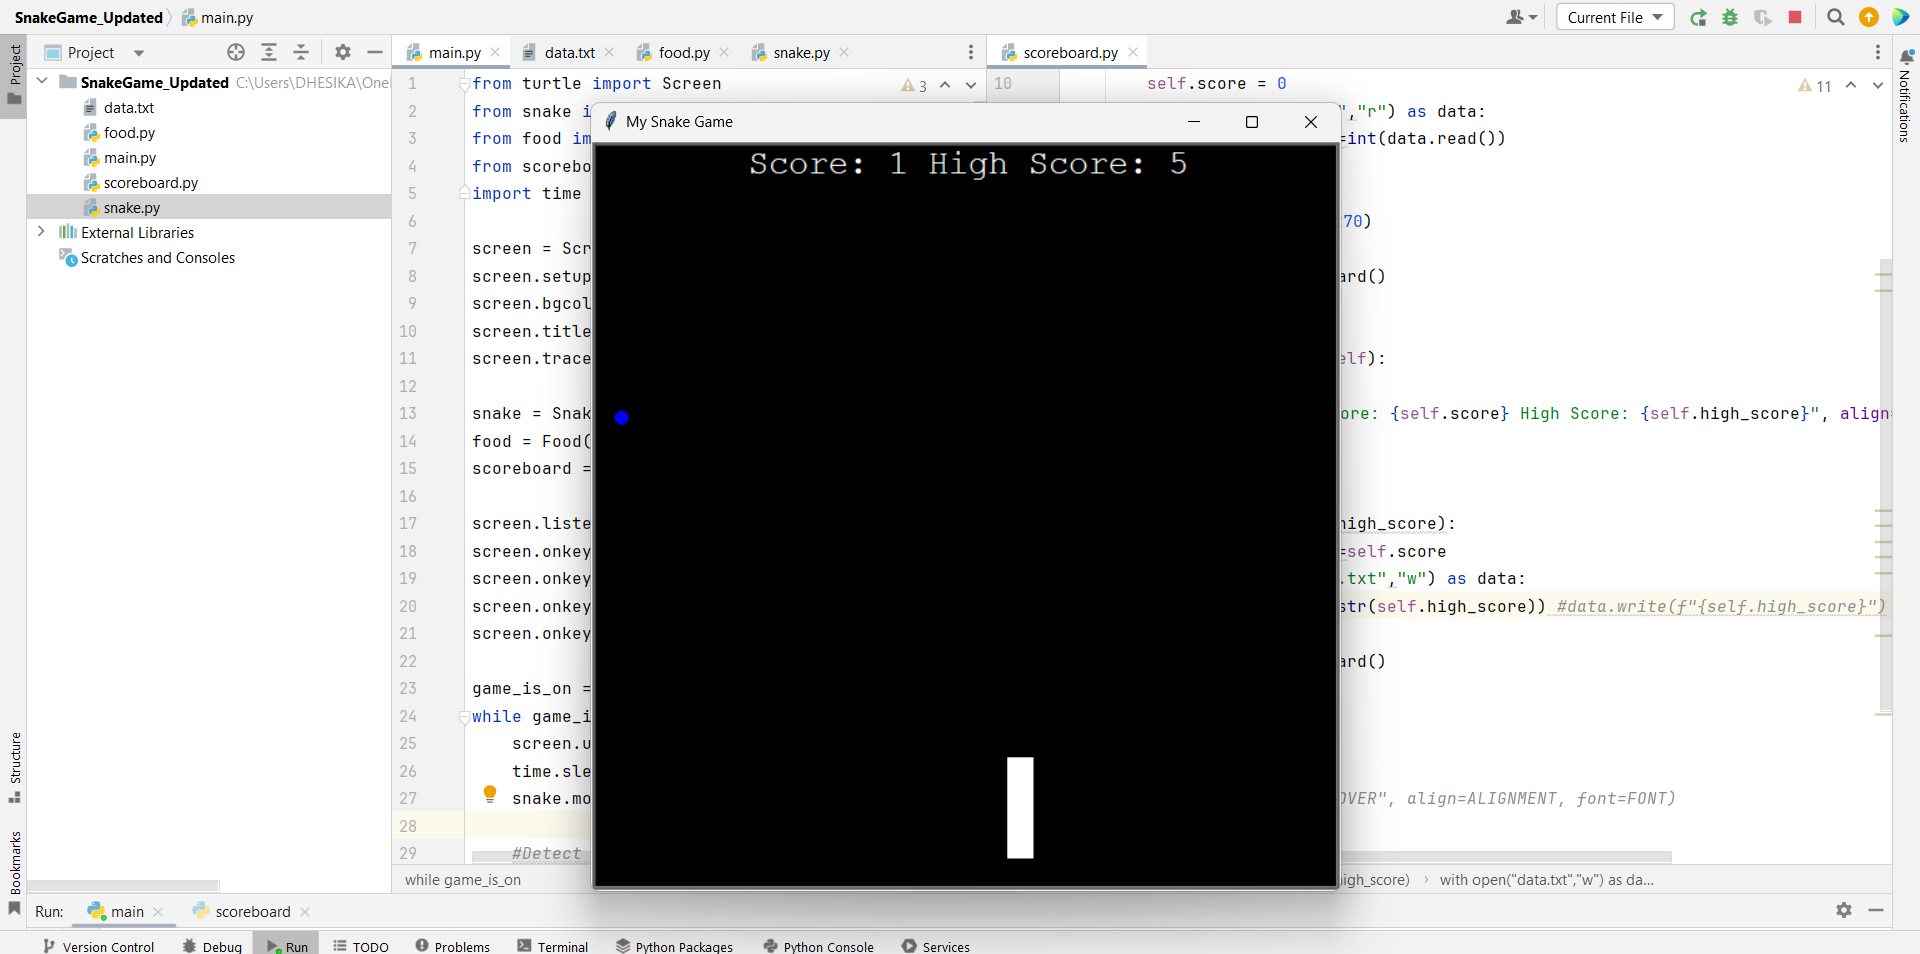 SnakeGame_Updated main.py
Current File
Project
SnakeGame_Updated C:\Users\DHESIKA\One
data.txt
food.py
main.py
scoreboard.py
snake.py
External Libraries
Scratches and Consoles
Project
Structure
Bookmarks
main.py data.txt food.py snake.py
1 from turtle import Screen
3
2 from snake i
3 from food im
4 from scorebo
5 import time
6
7 screen = Scr
8 screen.setup
9 screen.bgcol
10 screen.title
11 screen.trace
12
13 snake = Snak
14 food = Food(
15 scoreboard =
16
17 screen.liste
18 screen.onkey
19 screen.onkey
20 screen.onkey
21 screen.onkey
22
23 game_is_on =
24 while game_i
25 screen.u
26 time.sle
27 snake.mo
28
29 #Detect
while game_is_on
My Snake Game
Score: 1 High Score: 5
scoreboard.py
10 self.score = 0
11
","r") as data:
=int(data.read())
70)
ard()
elf):
ore: {self.score} High Score: {self.high_score}", align=
high_score):
=self.score
.txt","w") as data:
str(self.high_score)) #data.write(f"{self.high_score}")
ard()
OVER", align=ALIGNMENT, font=FONT)
high_score) › with open("data.txt","w") as da...
Notifications
Run: main scoreboard
Version Control Debug Run TODO Problems Terminal Python Packages Python Console Services